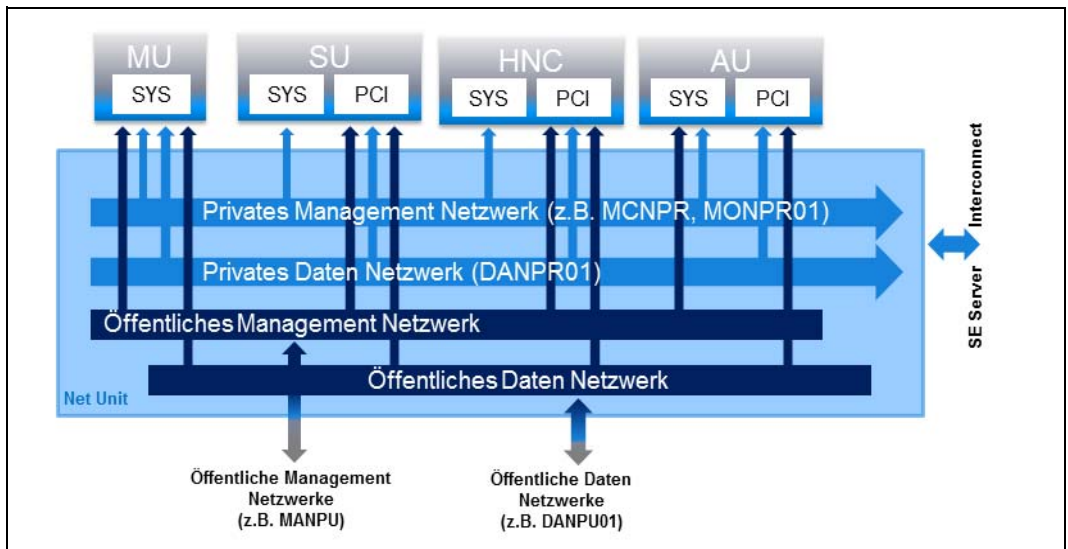 MU
SYS
SU
SYS
PCI
HNC
SYS
PCI
AU
SYS
PCI
Privates Management Netzwerk (z.B. MCNPR, MONPR01)
Privates Daten Netzwerk (DANPR01)
Öffentliches Management Netzwerk
Öffentliches Daten Netzwerk
Net Unit
SE Server
Interconnect
Öffentliche Management
Netzwerke
(z.B. MANPU)
Öffentliche Daten
Netzwerke
(z.B. DANPU01)